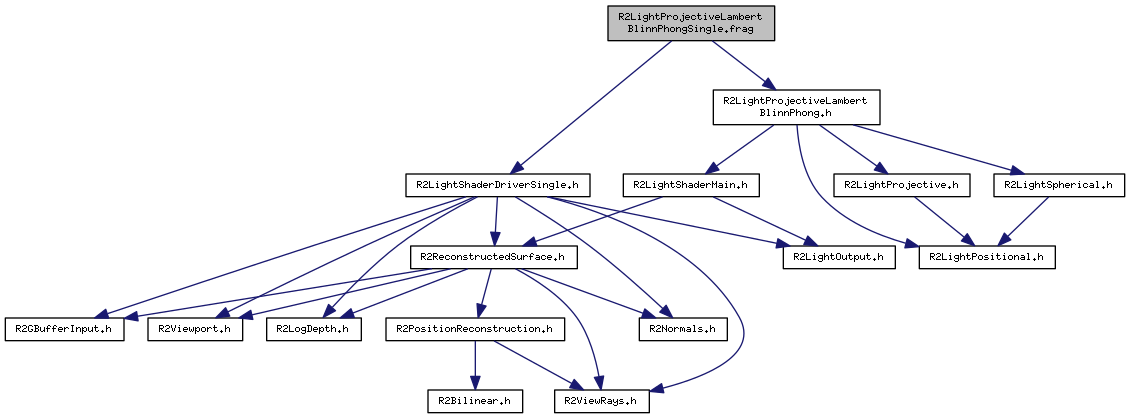 R2LightProjectiveLambert
BlinnPhongSingle.frag
R2LightProjectiveLambert
BlinnPhong.h
R2LightShaderDriverSingle.h
R2LightShaderMain.h
R2LightProjective.h
R2LightSpherical.h
R2ReconstructedSurface.h
R2LightOutput.h
R2LightPositional.h
R2GBufferInput.h
R2Viewport.h
R2LogDepth.h
R2PositionReconstruction.h
R2Normals.h
R2Bilinear.h
R2ViewRays.h